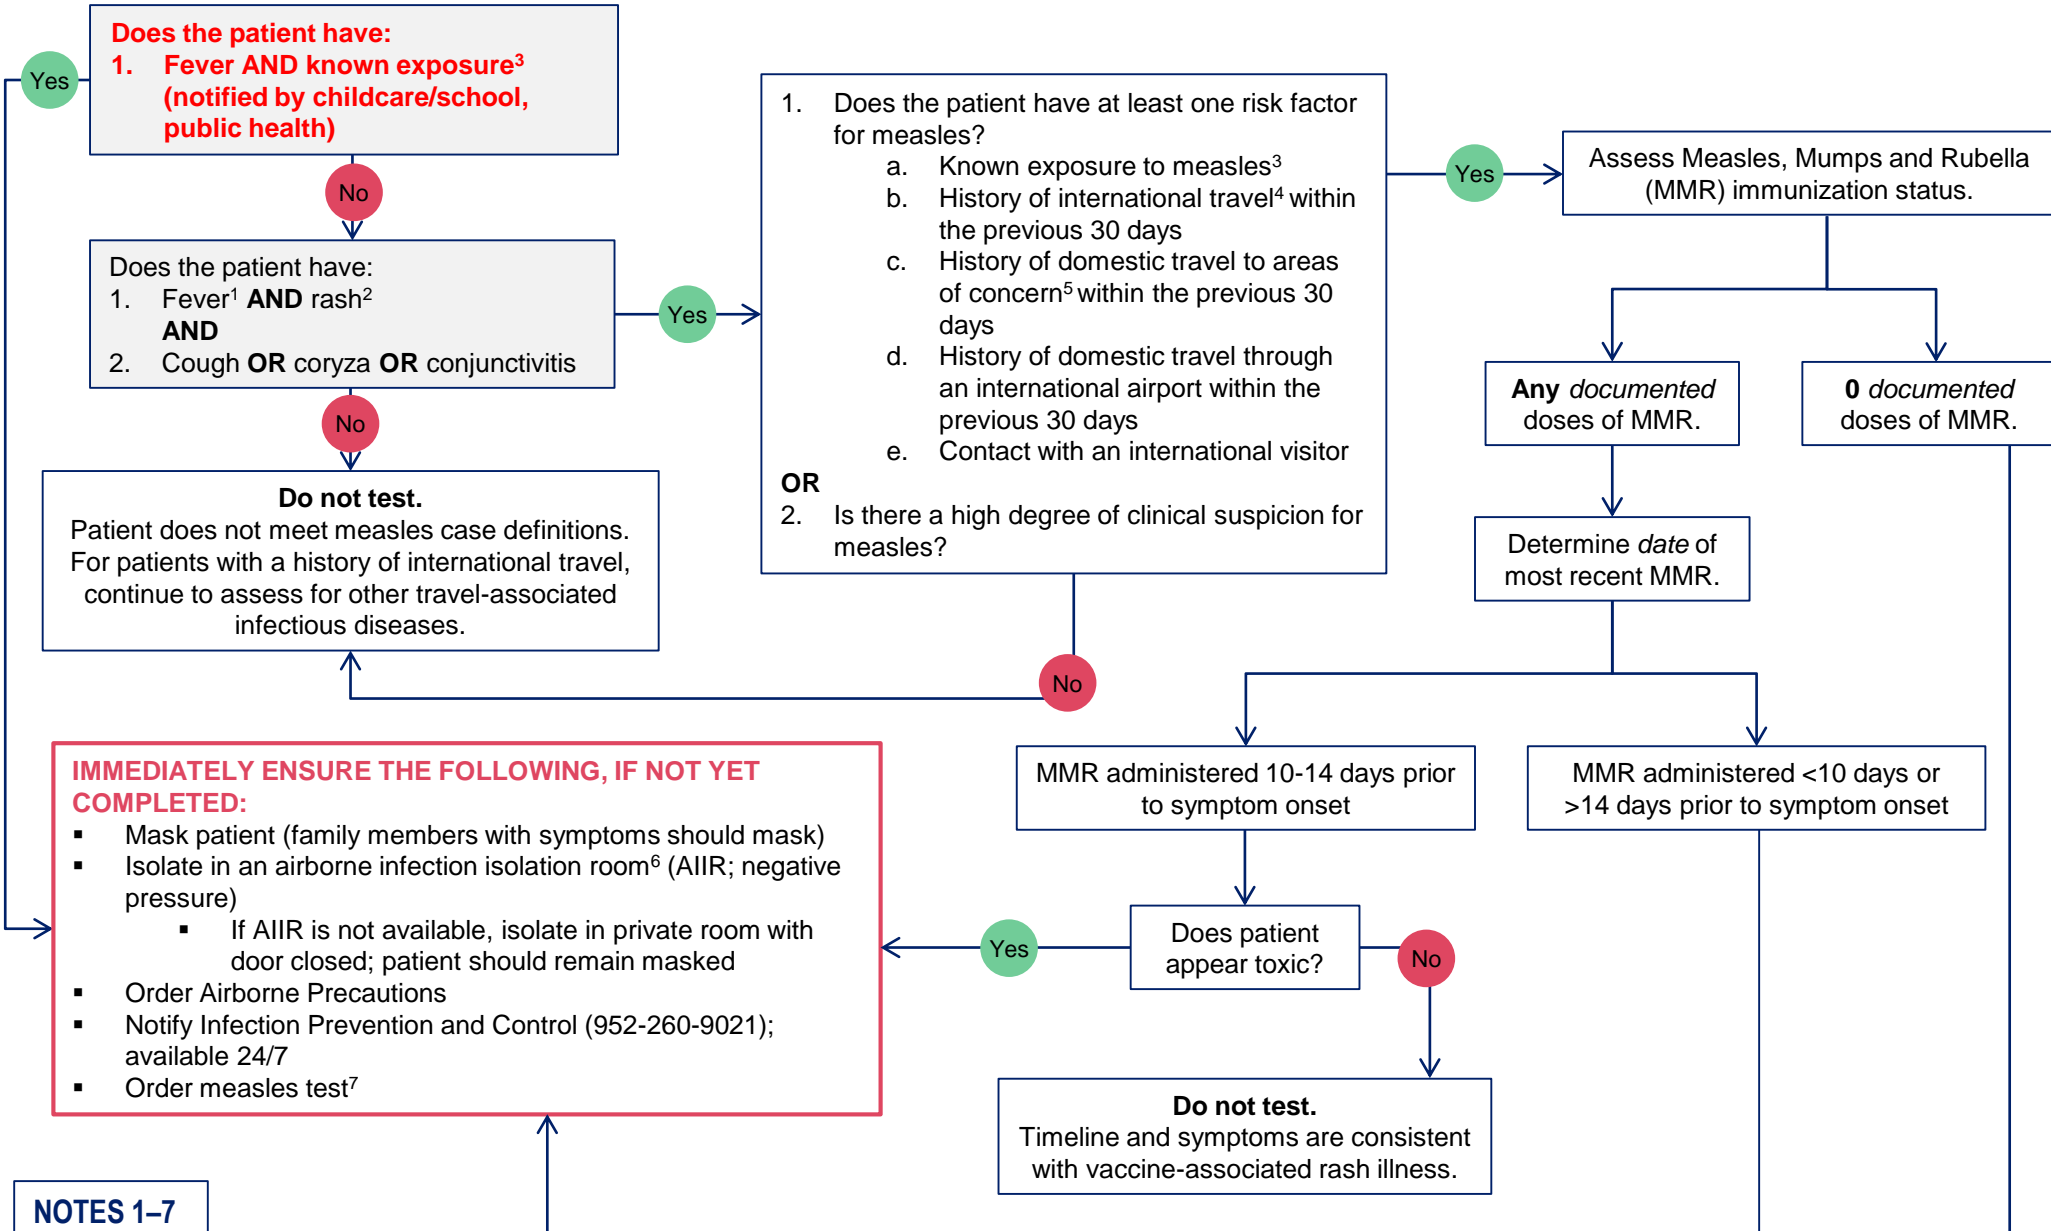 Does the patient have:
1. Fever AND known exposure³
(notified by childcare/school,
public health)
Yes
No
Does the patient have:
1. Fever¹ AND rash²
AND
2. Cough OR coryza OR conjunctivitis
Yes
No
Do not test.
Patient does not meet measles case definitions.
For patients with a history of international travel,
continue to assess for other travel-associated
infectious diseases.
1. Does the patient have at least one risk factor
for measles?
a. Known exposure to measles³
b. History of international travel⁴ within
the previous 30 days
c. History of domestic travel to areas
of concern⁵ within the previous 30
days
d. History of domestic travel through
an international airport within the
previous 30 days
e. Contact with an international visitor
OR
2. Is there a high degree of clinical suspicion for
measles?
Yes
No
Assess Measles, Mumps and Rubella
(MMR) immunization status.
Any documented
doses of MMR.
0 documented
doses of MMR.
Determine date of
most recent MMR.
MMR administered 10-14 days prior
to symptom onset
MMR administered <10 days or
>14 days prior to symptom onset
Does patient
appear toxic?
Yes
No
Do not test.
Timeline and symptoms are consistent
with vaccine-associated rash illness.
IMMEDIATELY ENSURE THE FOLLOWING, IF NOT YET
COMPLETED:
▪ Mask patient (family members with symptoms should mask)
▪ Isolate in an airborne infection isolation room⁶ (AIIR; negative
pressure)
▪ If AIIR is not available, isolate in private room with
door closed; patient should remain masked
▪ Order Airborne Precautions
▪ Notify Infection Prevention and Control (952-260-9021);
available 24/7
▪ Order measles test⁷
NOTES 1–7